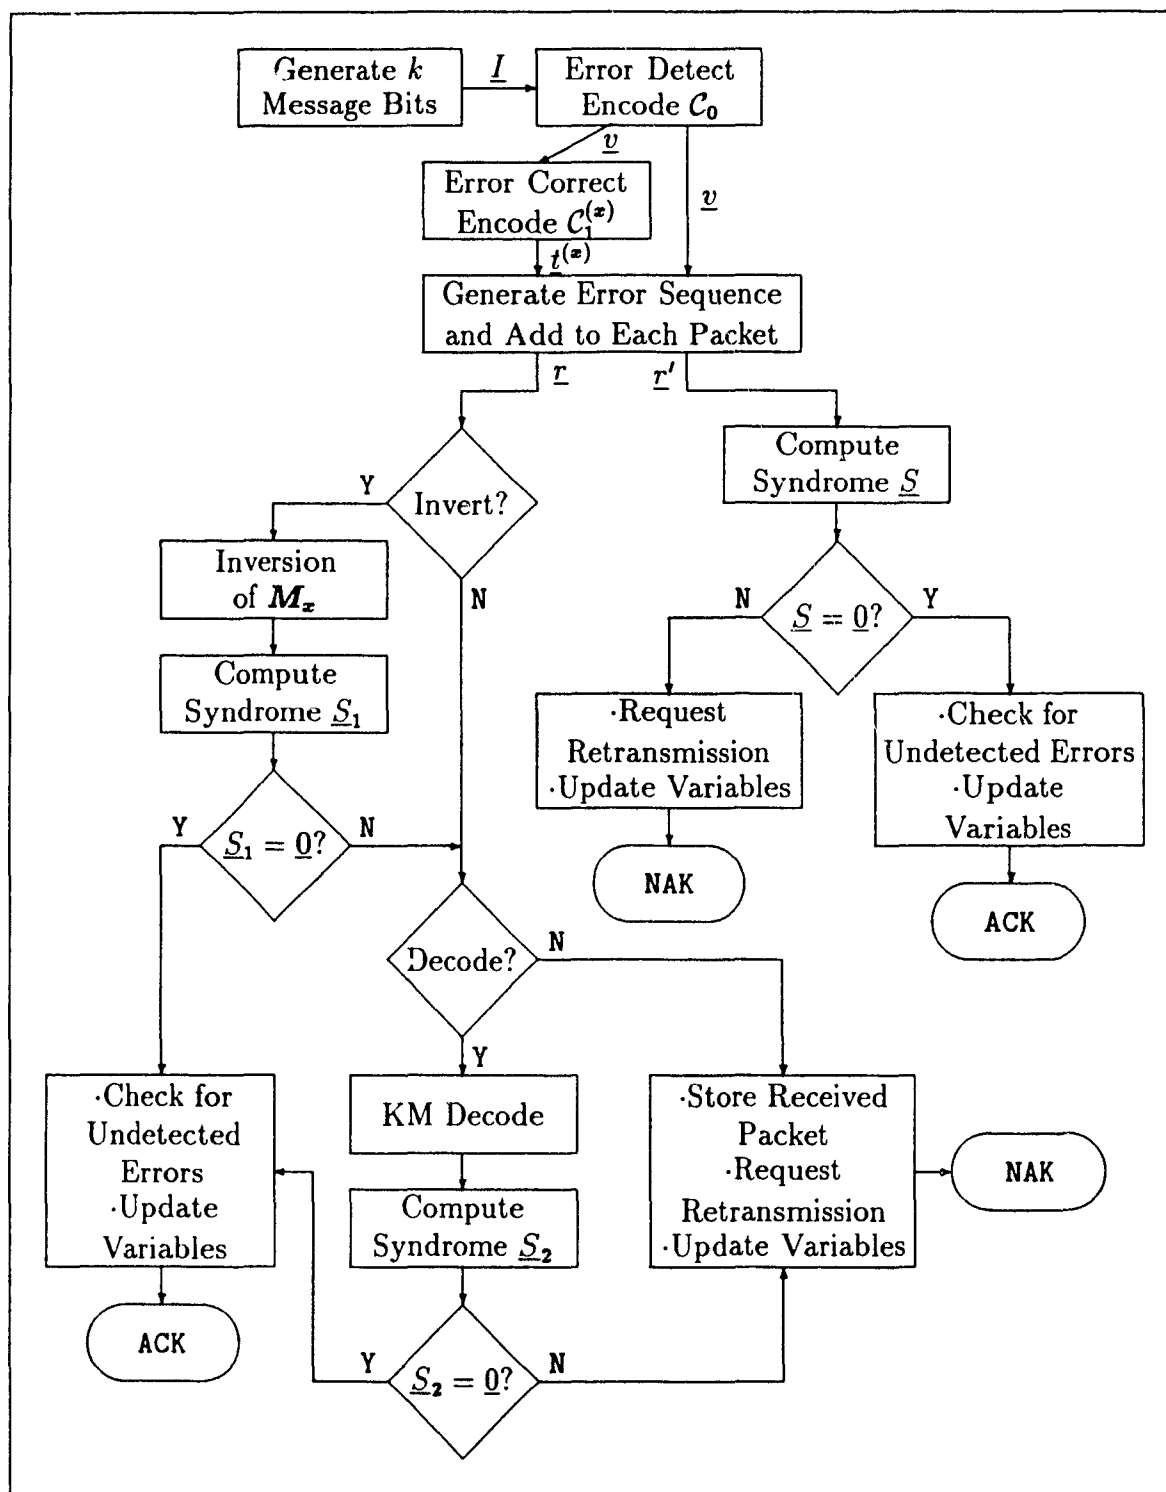 Generate k
Message Bits
I
Error Detect
Encode C₀
v
Error Correct
Encode C₁⁽ˣ⁾
v
t⁽ˣ⁾
Generate Error Sequence
and Add to Each Packet
r
r′
Compute
Syndrome S
Y
Invert?
N
Inversion
of Mₓ
N
S = 0?
Y
Compute
Syndrome S₁
·Request
Retransmission
·Update Variables
·Check for
Undetected Errors
·Update
Variables
Y
S₁ = 0?
N
NAK
ACK
Decode?
N
Y
·Check for
Undetected
Errors
·Update
Variables
KM Decode
·Store Received
Packet
·Request
Retransmission
·Update Variables
NAK
Compute
Syndrome S₂
ACK
Y
S₂ = 0?
N